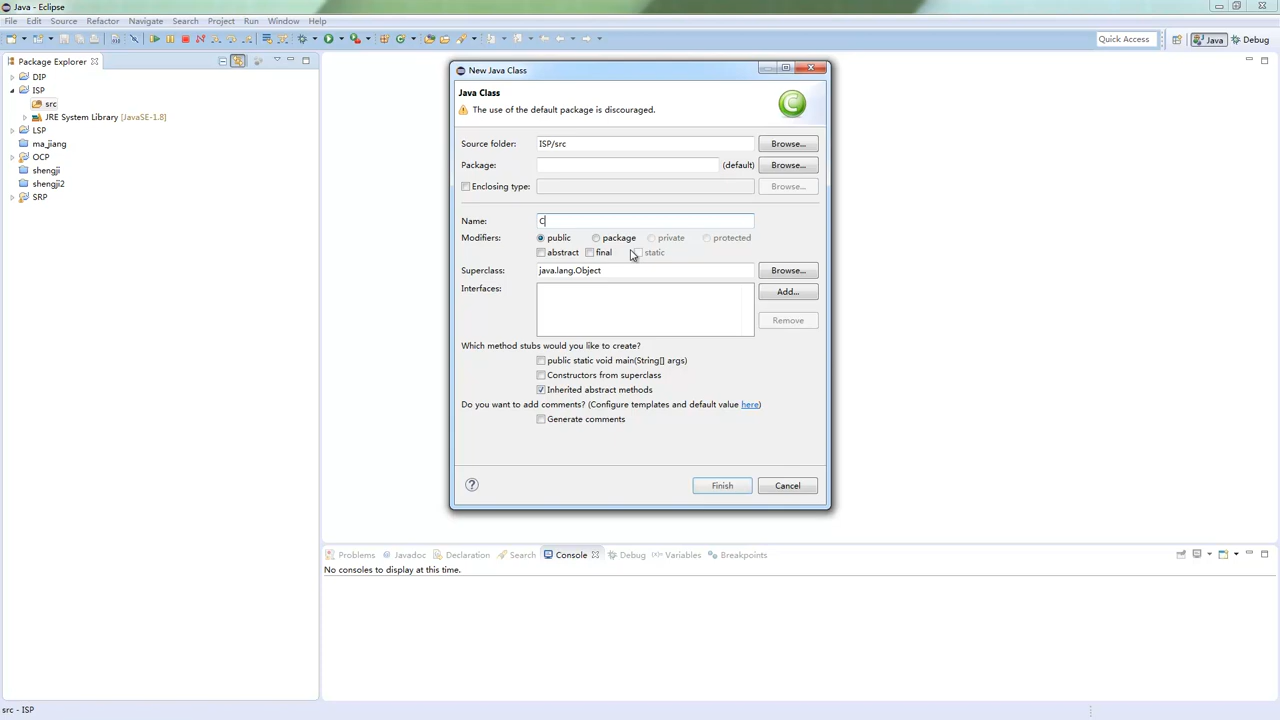 Java - Eclipse
File Edit Source Refactor Navigate Search Project Run Window Help
Quick Access Java Debug
Package Explorer
DIP
ISP
src
JRE System Library [JavaSE-1.8]
LSP
ma_jiang
OCP
shengji
shengji2
SRP
New Java Class
Java Class
The use of the default package is discouraged.
Source folder: ISP/src Browse...
Package: (default) Browse...
Enclosing type: Browse...
Name: C
Modifiers: public package private protected
abstract final static
Superclass: java.lang.Object Browse...
Interfaces: Add...
Remove
Which method stubs would you like to create?
public static void main(String[] args)
Constructors from superclass
Inherited abstract methods
Do you want to add comments? (Configure templates and default value here)
Generate comments
Finish Cancel
Problems Javadoc Declaration Search Console Debug Variables Breakpoints
No consoles to display at this time.
src - ISP